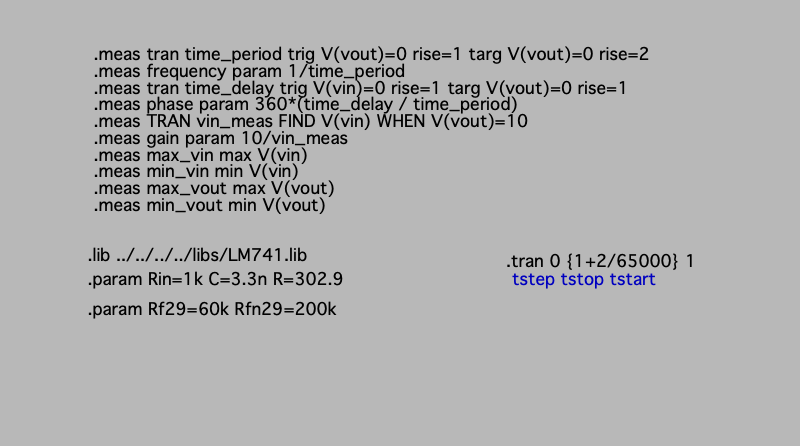 .meas tran time_period trig V(vout)=0 rise=1 targ V(vout)=0 rise=2
.meas frequency param 1/time_period
.meas tran time_delay trig V(vin)=0 rise=1 targ V(vout)=0 rise=1
.meas phase param 360*(time_delay / time_period)
.meas TRAN vin_meas FIND V(vin) WHEN V(vout)=10
.meas gain param 10/vin_meas
.meas max_vin max V(vin)
.meas min_vin min V(vin)
.meas max_vout max V(vout)
.meas min_vout min V(vout)
.lib ../../../../libs/LM741.lib
.param Rin=1k C=3.3n R=302.9
.param Rf29=60k Rfn29=200k
.tran 0 {1+2/65000} 1
tstep tstop tstart